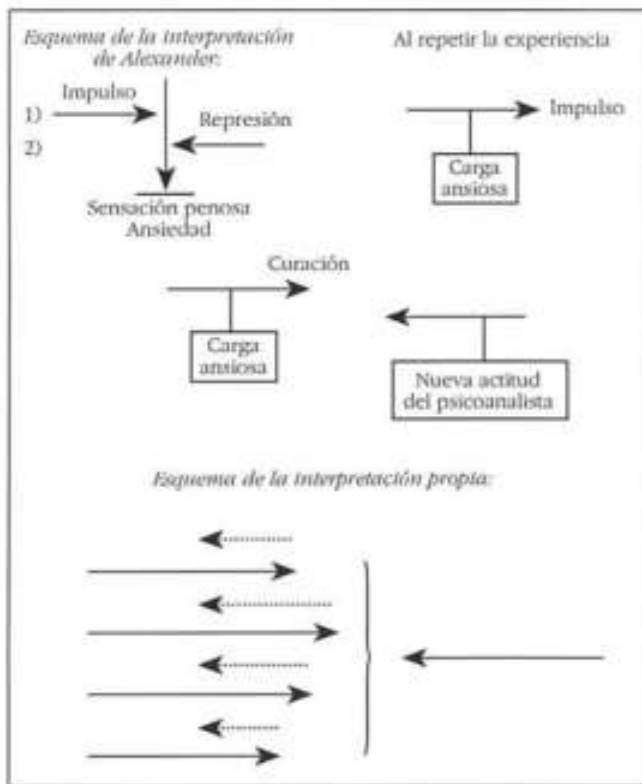 Esquema de la interpretación
de Alexander:
Al repetir la experiencia
Impulso
1)
Represión
2)
Sensación penosa
Ansiedad
Impulso
Carga
ansiosa
Curación
Carga
ansiosa
Nueva actitud
del psicoanalista
Esquema de la interpretación propia: